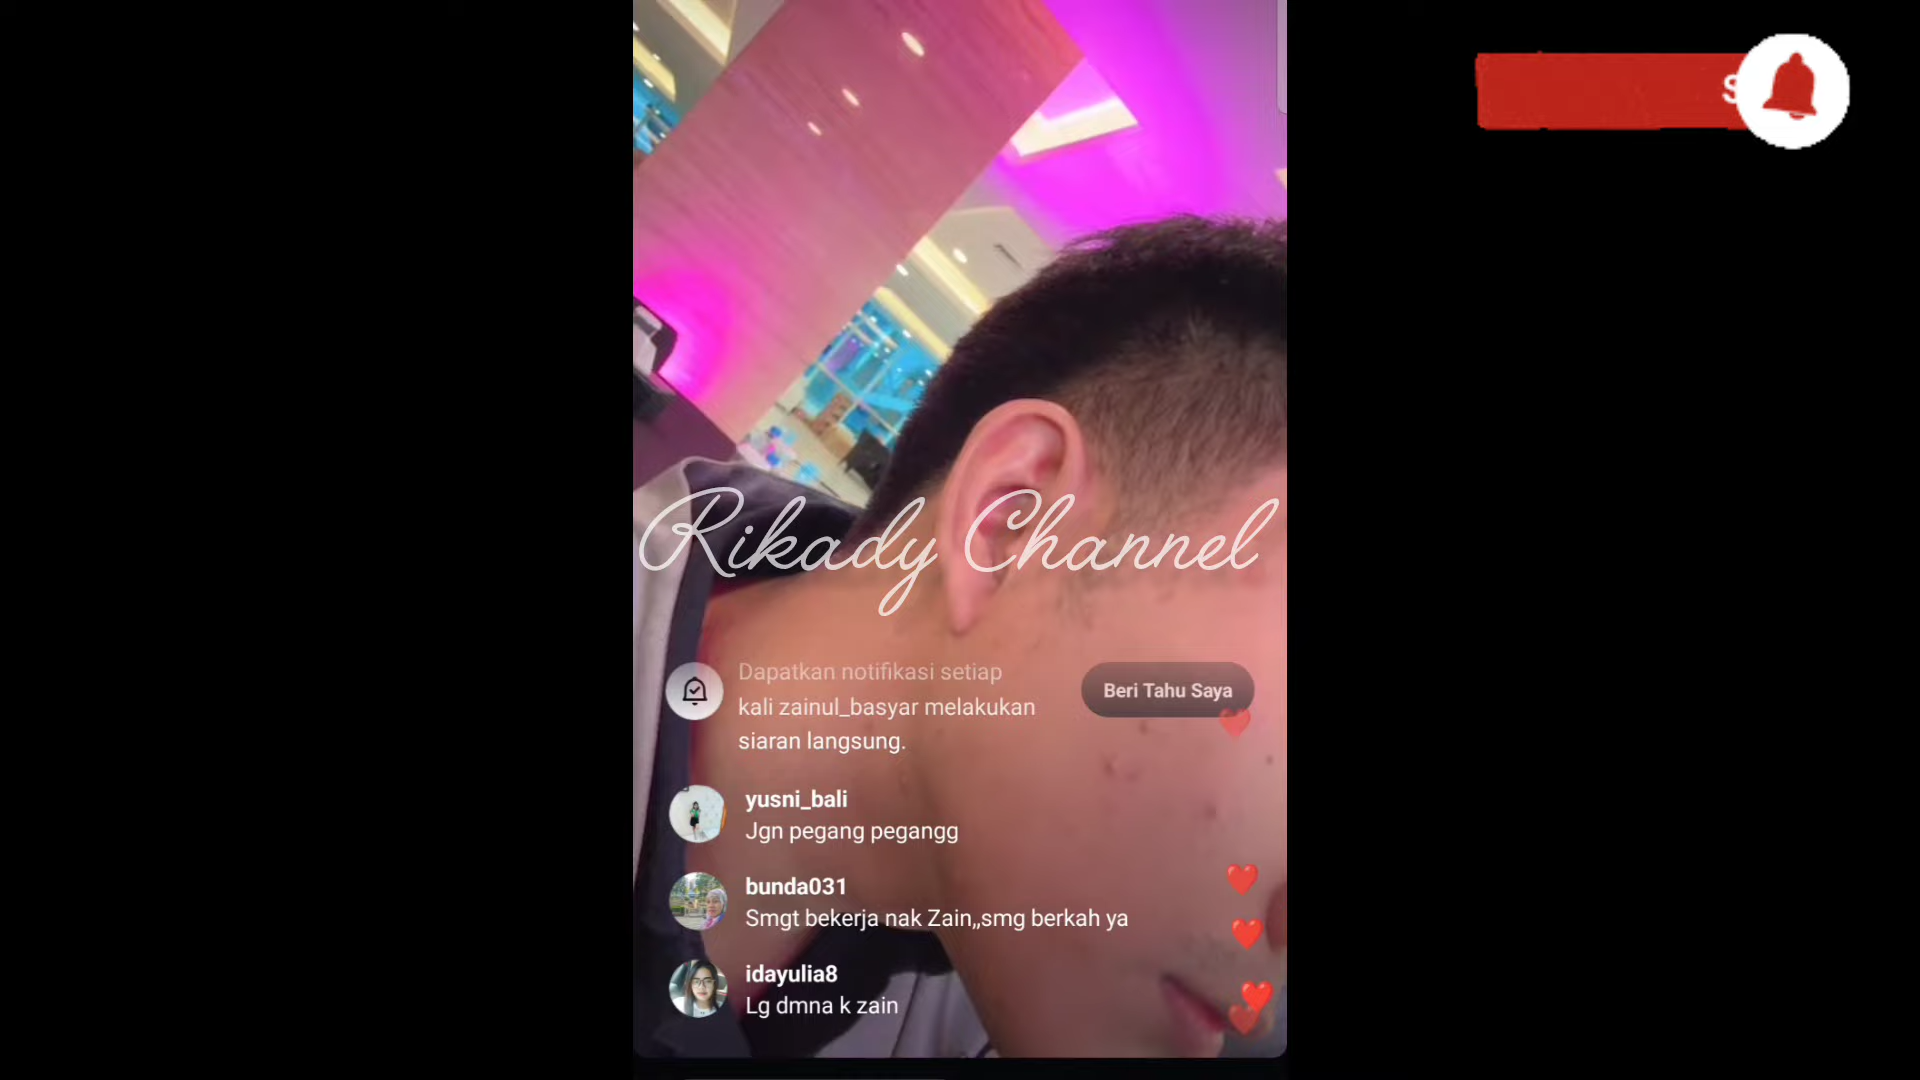 S
Rikady Channel
Dapatkan notifikasi setiap
kali zainul_basyar melakukan
siaran langsung.
Beri Tahu Saya
yusni_bali
Jgn pegang pegangg
bunda031
Smgt bekerja nak Zain,,smg berkah ya
idayulia8
Lg dmna k zain